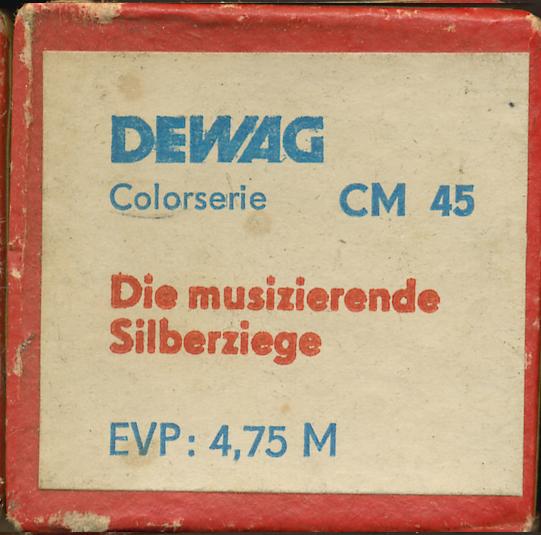 DEWAG
Colorserie CM 45
Die musizierende
Silberziege
EVP: 4,75 M